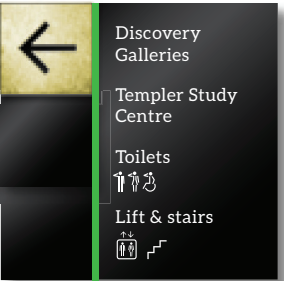 Discovery
Galleries
Templer Study
Centre
Toilets
Lift & stairs